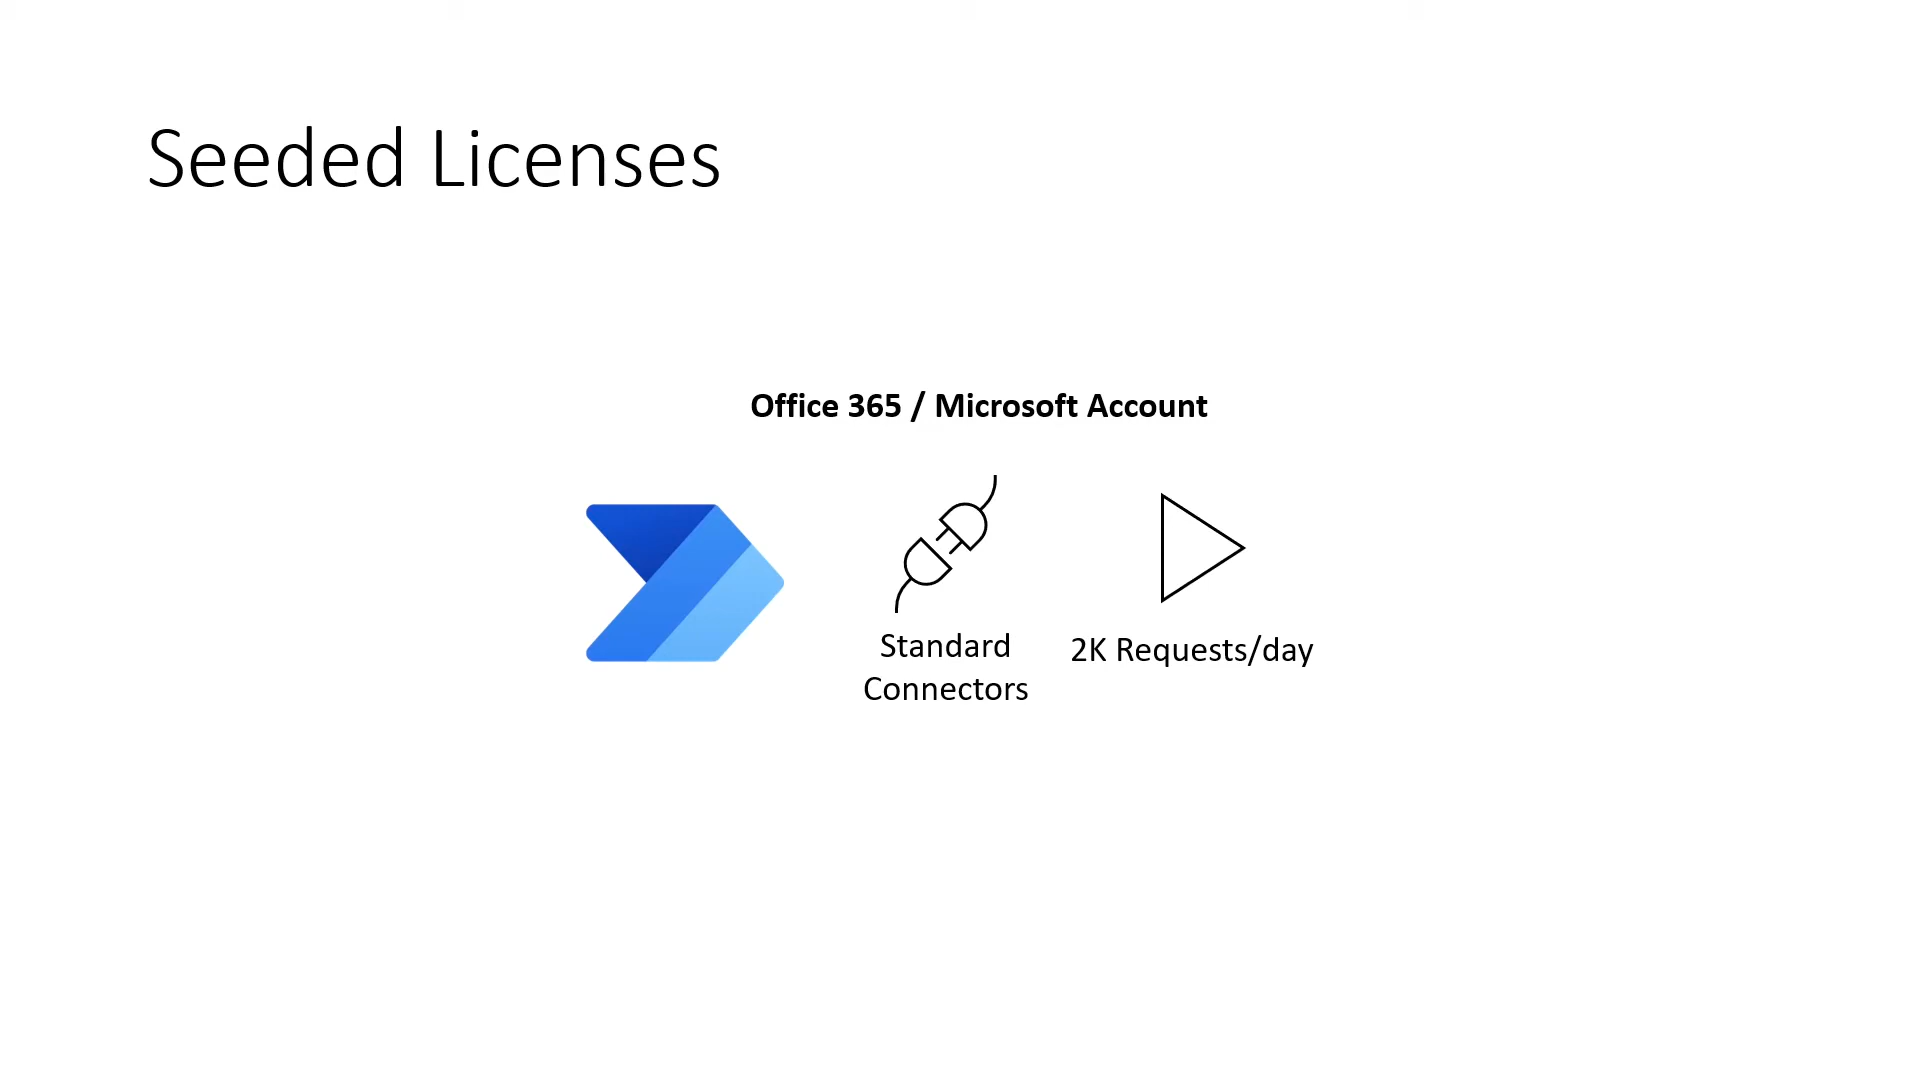 Seeded Licenses
Office 365 / Microsoft Account
Standard
Connectors
2K Requests/day